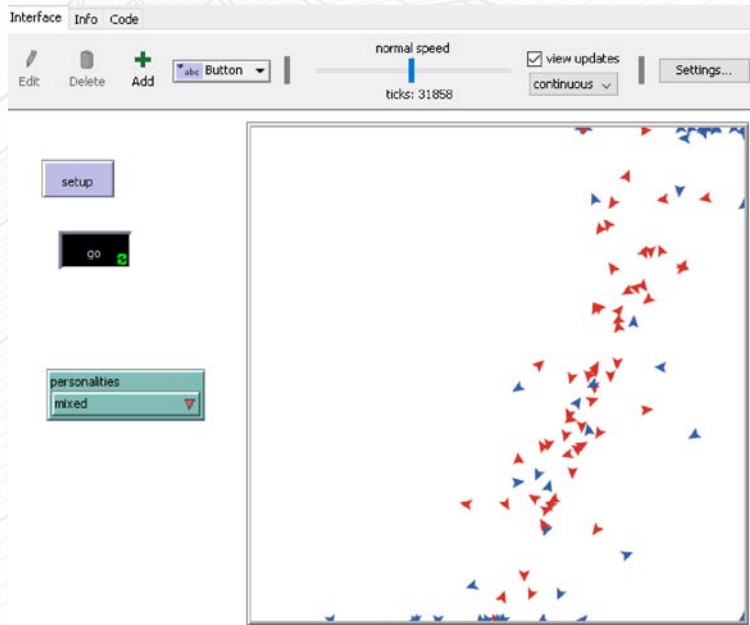 Interface Info Code
Edit
Delete
Add
abc Button
normal speed
ticks: 31858
view updates
continuous
Settings...
setup
go
personalities
mixed